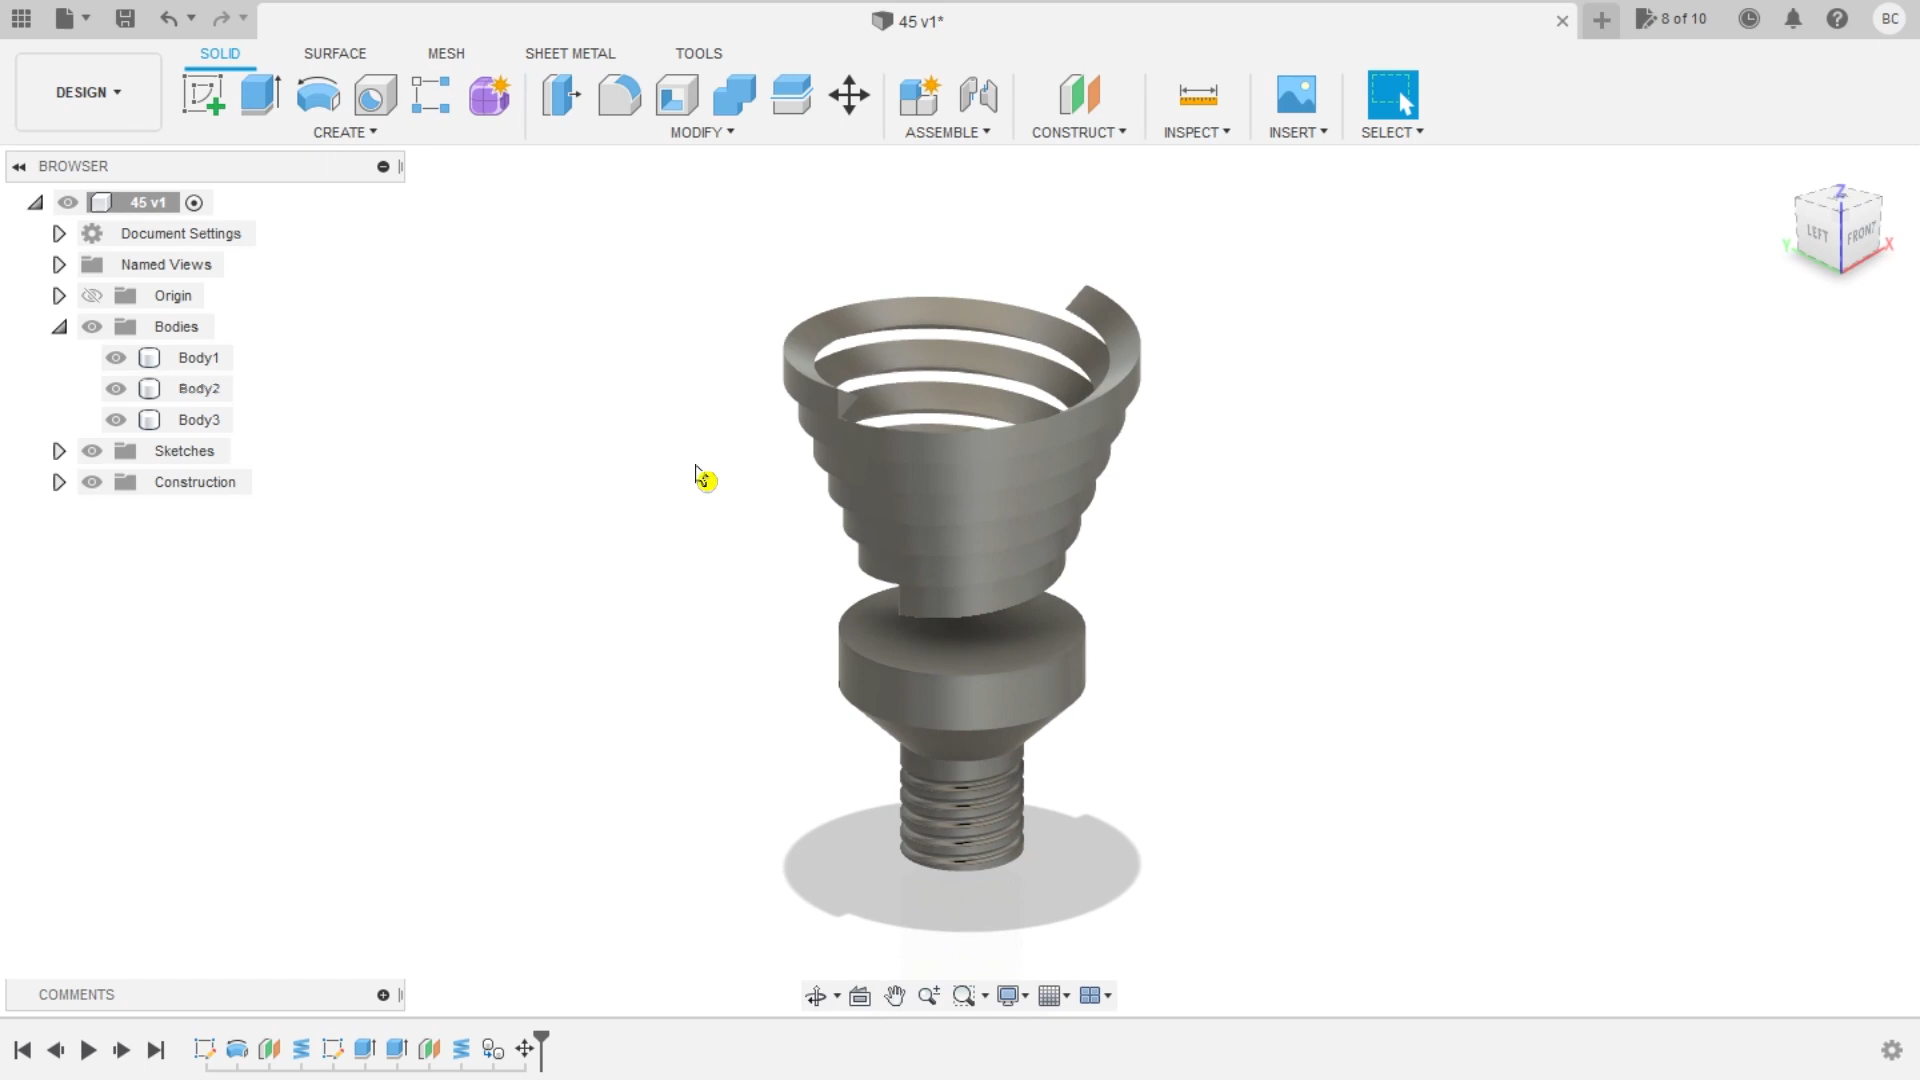 45 v1*
8 of 10
BC
DESIGN
SOLID
SURFACE
MESH
SHEET METAL
TOOLS
CREATE
MODIFY
ASSEMBLE
CONSTRUCT
INSPECT
INSERT
SELECT
BROWSER
45 v1
Document Settings
Named Views
Origin
Bodies
Body1
Body2
Body3
Sketches
Construction
Z
LEFT
FRONT
Y
X
COMMENTS